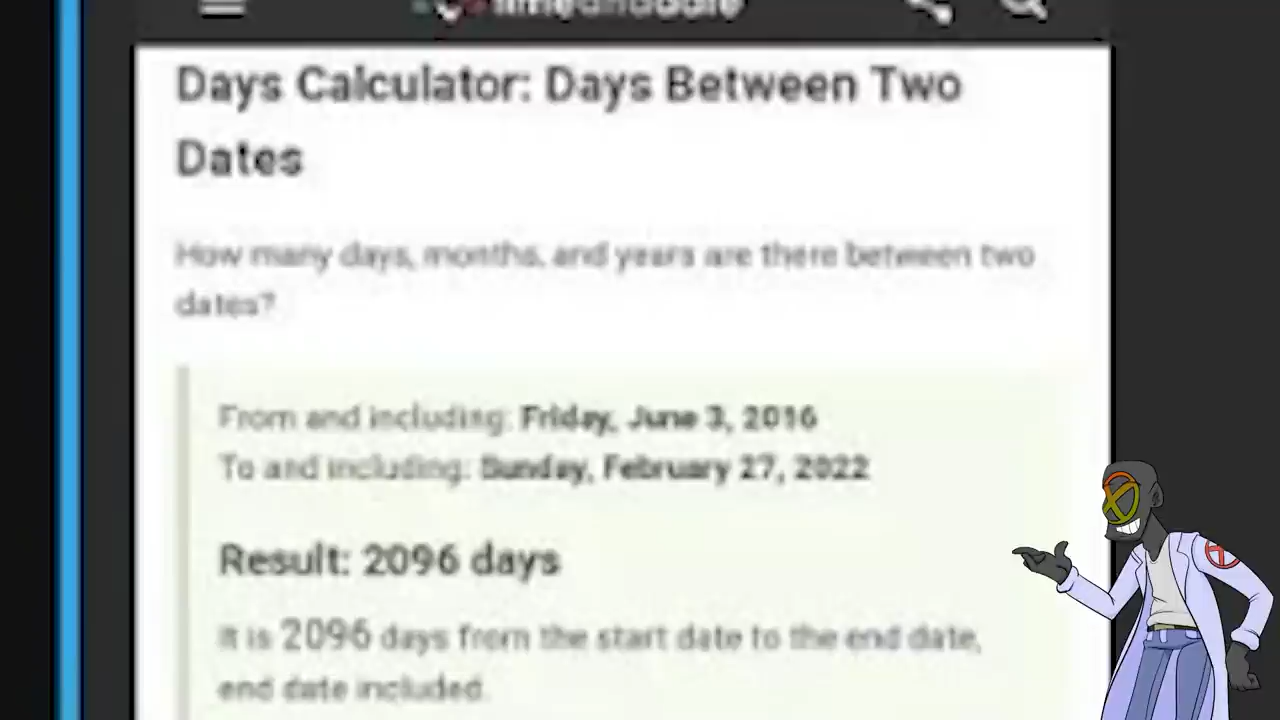 timeanddate
Days Calculator: Days Between Two
Dates
How many days, months, and years are there between two
dates?
From and including: Friday, June 3, 2016
To and including: Sunday, February 27, 2022
Result: 2096 days
It is 2096 days from the start date to the end date,
end date included.